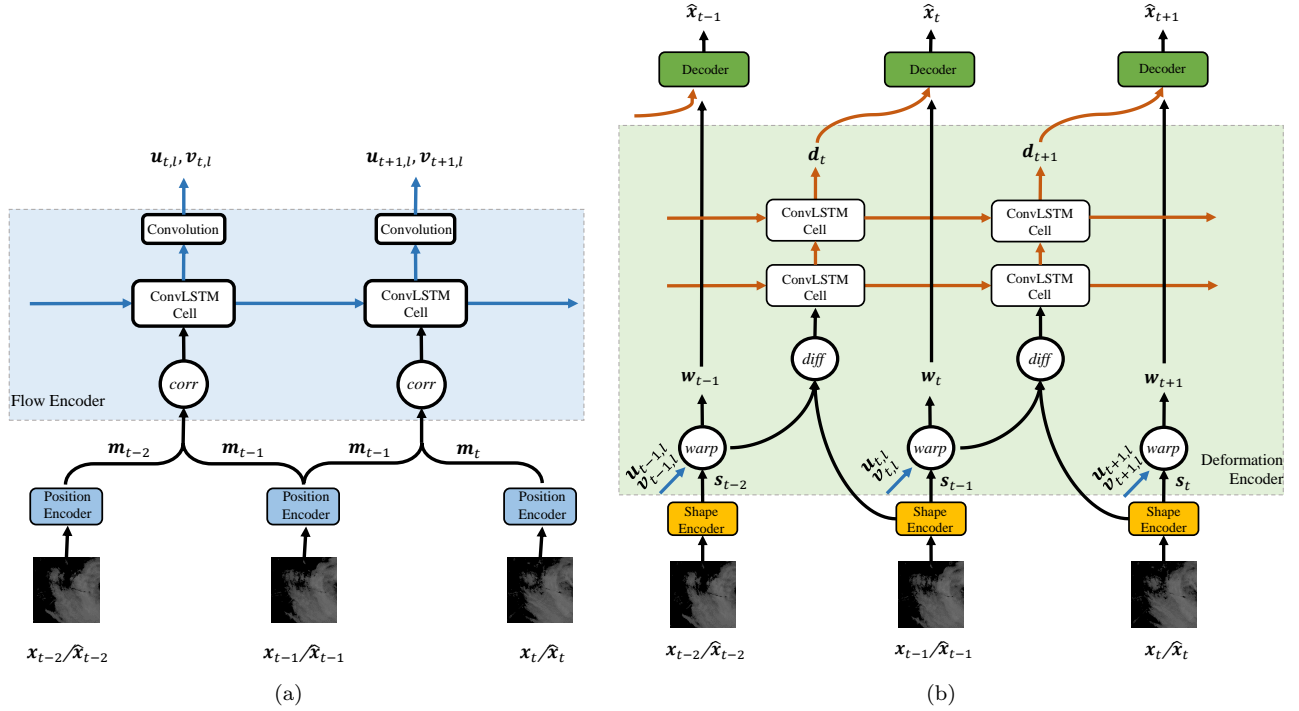 u_{t,l}, v_{t,l}
u_{t+1,l}, v_{t+1,l}
Convolution
Convolution
ConvLSTM
Cell
ConvLSTM
Cell
corr
corr
Flow Encoder
m_{t−2}
m_{t−1}
m_{t−1}
m_t
Position
Encoder
Position
Encoder
Position
Encoder
x_{t−2}/x̂_{t−2}
x_{t−1}/x̂_{t−1}
x_t/x̂_t
(a)
x̂_{t−1}
x̂_t
x̂_{t+1}
Decoder
Decoder
Decoder
d_t
d_{t+1}
ConvLSTM
Cell
ConvLSTM
Cell
ConvLSTM
Cell
ConvLSTM
Cell
diff
diff
w_{t−1}
w_t
w_{t+1}
warp
warp
warp
u_{t−1,l}
v_{t−1,l}
u_{t,l}
v_{t,l}
u_{t+1,l}
v_{t+1,l}
s_{t−2}
s_{t−1}
s_t
Deformation
Encoder
Shape
Encoder
Shape
Encoder
Shape
Encoder
x_{t−2}/x̂_{t−2}
x_{t−1}/x̂_{t−1}
x_t/x̂_t
(b)